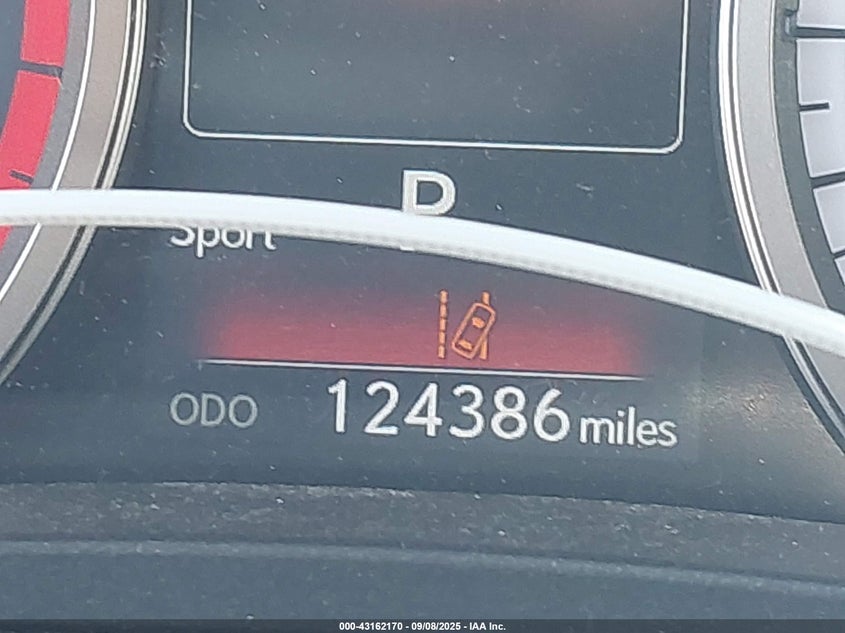 P
Sport
ODO 124386 miles
000-43162170 - 09/08/2025 - IAA Inc.